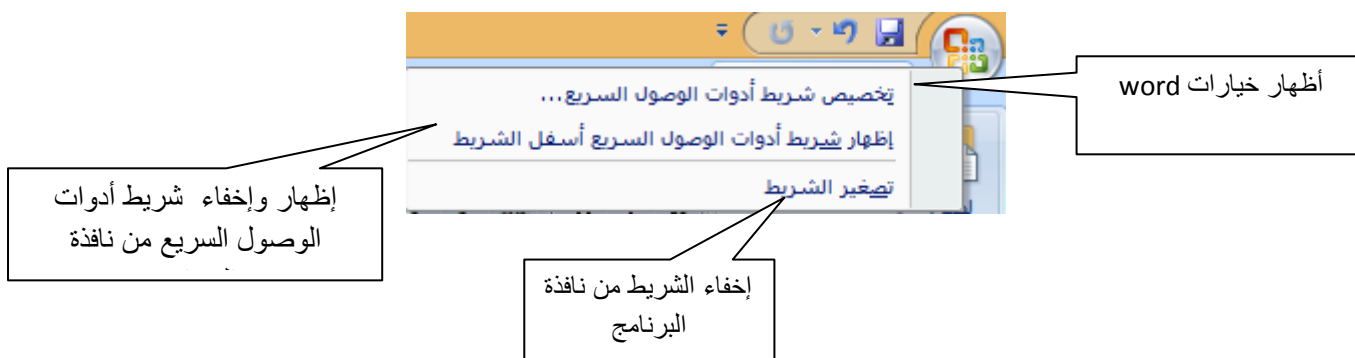 أظهار خيارات word
تخصيص شريط أدوات الوصول السريع...
إظهار شريط أدوات الوصول السريع أسفل الشريط
تصغير الشريط
إظهار وإخفاء شريط أدوات
الوصول السريع من نافذة
إخفاء الشريط من نافذة
البرنامج